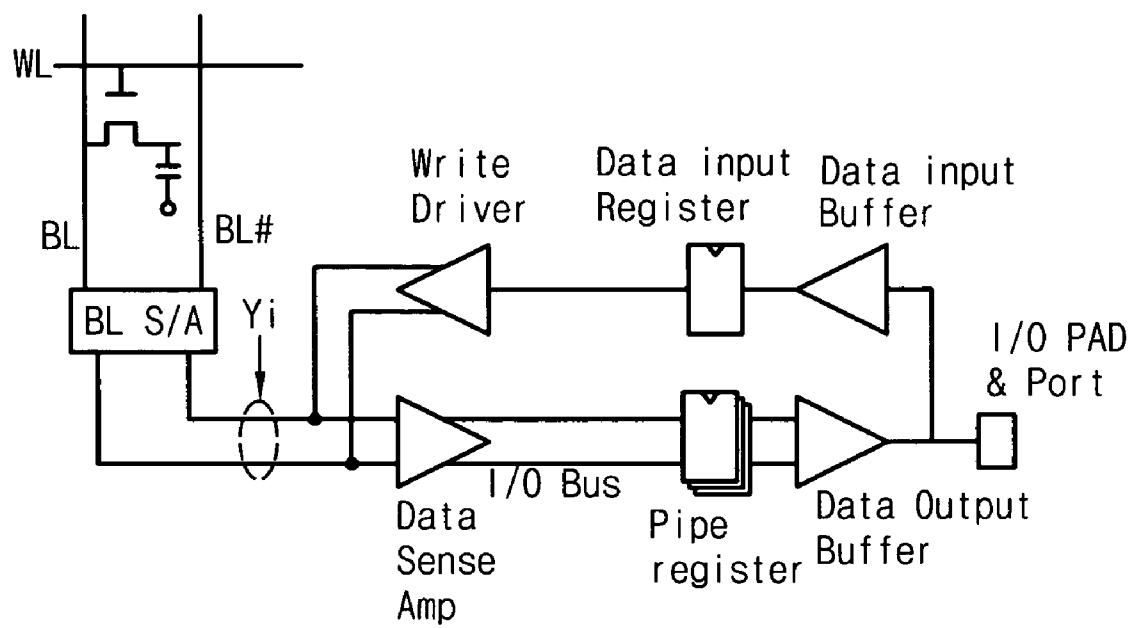 WL
Write
Driver
Data input
Register
Data input
Buffer
BL
BL#
BL S/A
Yi
I/O PAD
& Port
I/O Bus
Data
Sense
Amp
Pipe
register
Data Output
Buffer